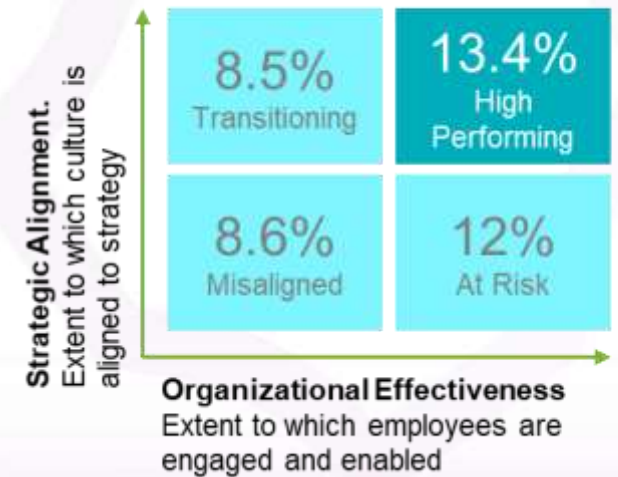 Strategic Alignment.
Extent to which culture is
aligned to strategy
8.5%
Transitioning
13.4%
High
Performing
8.6%
Misaligned
12%
At Risk
Organizational Effectiveness
Extent to which employees are
engaged and enabled